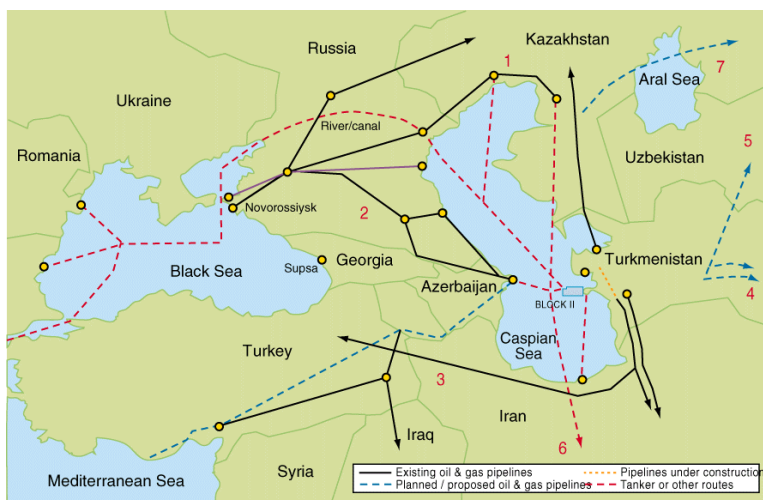 Russia
1
Kazakhstan
7
Aral Sea
Ukraine
River/canal
Romania
5
Uzbekistan
Novorossiysk
2
Black Sea
Supsa
Georgia
Azerbaijan
Turkmenistan
4
BLOCK II
Caspian
Sea
Turkey
3
Iran
Iraq
6
Syria
Mediterranean Sea
Existing oil & gas pipelines
Pipelines under construction
Planned / proposed oil & gas pipelines
Tanker or other routes